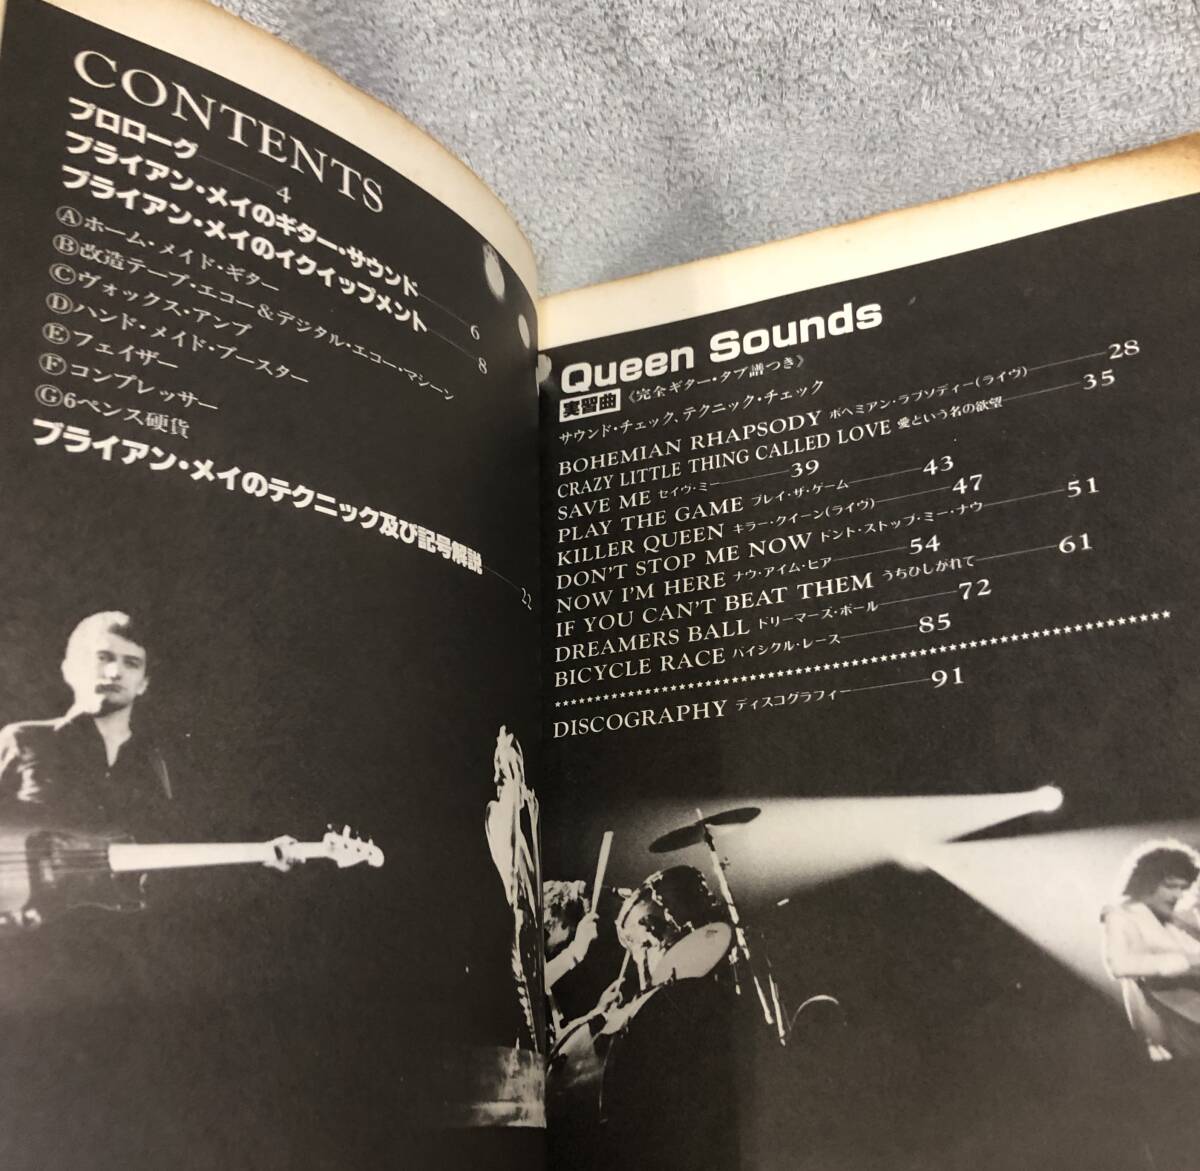 CONTENTS
プロローグ 4
ブライアン・メイのギター・サウンド 6
ブライアン・メイのイクイップメント 8
Ⓐホーム・メイド・ギター
Ⓑ改造テープ・エコー&デジタル・エコー・マシーン
Ⓒヴォックス・アンプ
Ⓓハンド・メイド・ブースター
Ⓔフェイザー
Ⓕコンプレッサー
Ⓖ6ペンス硬貨
ブライアン・メイのテクニック及び記号解説 22
Queen Sounds
実習曲 《完全ギター・タブ譜つき》
サウンド・チェック、テクニック・チェック
BOHEMIAN RHAPSODY ボヘミアン・ラプソディー(ライヴ) 28
CRAZY LITTLE THING CALLED LOVE 愛という名の欲望 35
SAVE ME セイヴ・ミー 39
PLAY THE GAME プレイ・ザ・ゲーム 43
KILLER QUEEN キラー・クイーン(ライヴ) 47
DON'T STOP ME NOW ドント・ストップ・ミー・ナウ 51
NOW I'M HERE ナウ・アイム・ヒア 54
IF YOU CAN'T BEAT THEM うちひしがれて 61
DREAMERS BALL ドリーマーズ・ボール 72
BICYCLE RACE バイシクル・レース 85
DISCOGRAPHY ディスコグラフィー 91